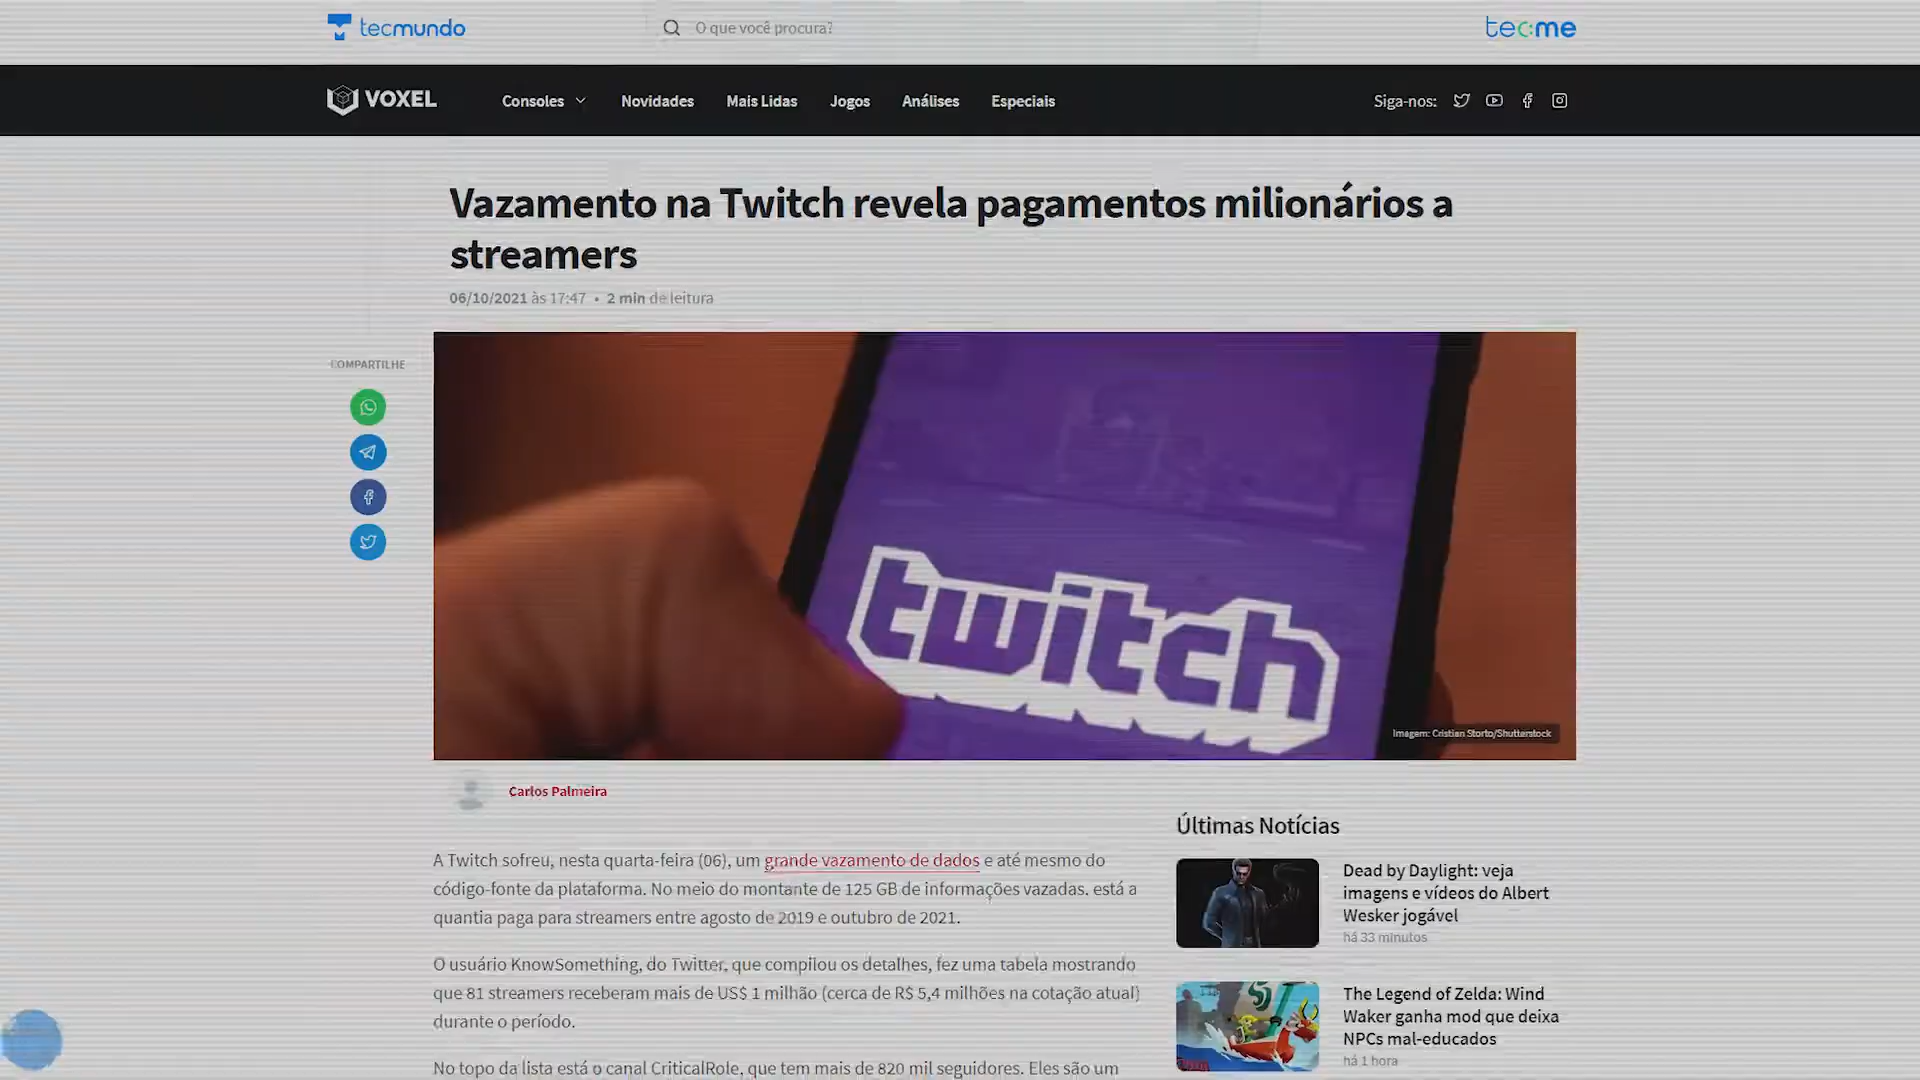 tecmundo
O que você procura?
tecme
VOXEL
Consoles
Novidades
Mais Lidas
Jogos
Análises
Especiais
Siga-nos:
Vazamento na Twitch revela pagamentos milionários a
streamers
06/10/2021 às 17:47 • 2 min de leitura
COMPARTILHE
twitch
Imagem: Cristian Storto/Shutterstock
Carlos Palmeira
A Twitch sofreu, nesta quarta-feira (06), um grande vazamento de dados e até mesmo do
código-fonte da plataforma. No meio do montante de 125 GB de informações vazadas. está a
quantia paga para streamers entre agosto de 2019 e outubro de 2021.
O usuário KnowSomething, do Twitter, que compilou os detalhes, fez uma tabela mostrando
que 81 streamers receberam mais de US$ 1 milhão (cerca de R$ 5,4 milhões na cotação atual)
durante o período.
No topo da lista está o canal CriticalRole, que tem mais de 820 mil seguidores. Eles são um
Últimas Notícias
Dead by Daylight: veja
imagens e vídeos do Albert
Wesker jogável
há 33 minutos
The Legend of Zelda: Wind
Waker ganha mod que deixa
NPCs mal-educados
há 1 hora